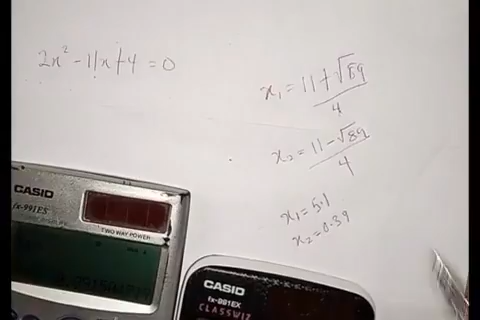 2x² - 11x + 4 = 0
x₁ = 11 + √89
4
x₂ = 11 - √89
4
x₁ = 5.1
x₂ = 0.39
CASIO
fx-991ES
TWO WAY POWER
CASIO
fx-991EX
CLASSWIZ